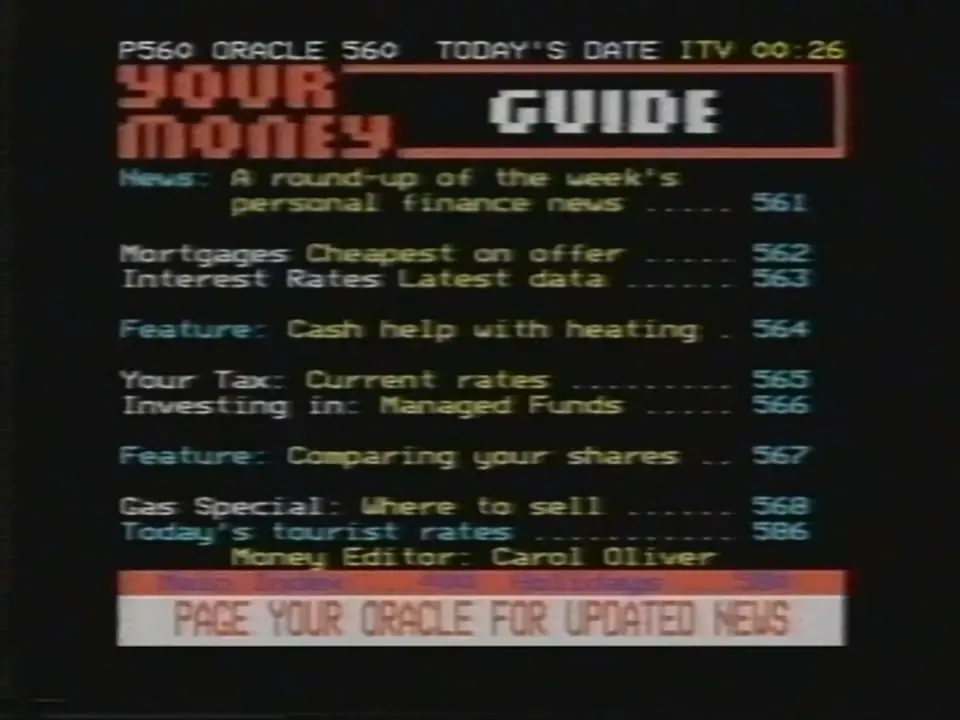 P560 ORACLE 560 TODAY'S DATE ITV 00:26
YOUR MONEY GUIDE
News: A round-up of the week's
personal finance news ..... 561
Mortgages Cheapest on offer ..... 562
Interest Rates Latest data ...... 563
Feature: Cash help with heating . 564
Your Tax: Current rates ......... 565
Investing in: Managed Funds ..... 566
Feature: Comparing your shares .. 567
Gas Special: Where to sell ...... 568
Today's tourist rates ........... 586
Money Editor: Carol Oliver
PAGE YOUR ORACLE FOR UPDATED NEWS